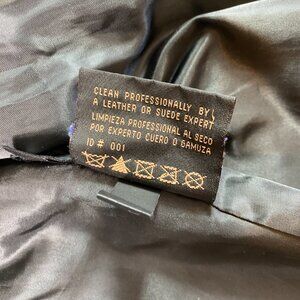 CLEAN PROFESSIONALLY BY
A LEATHER OR SUEDE EXPERT
LIMPIEZA PROFESSIONAL AL SECO
POR EXPERTO CUERO O GAMUZA
ID # 001